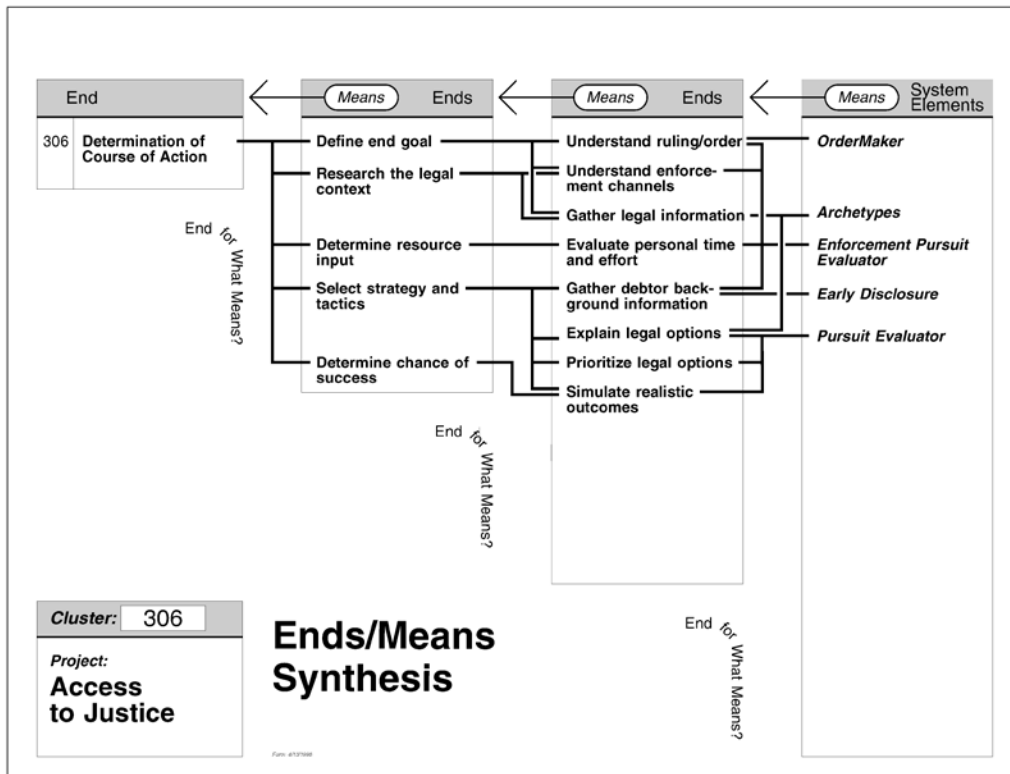 End
Means Ends
Means Ends
Means System
Elements
306 Determination of
Course of Action
Define end goal
Research the legal
context
Determine resource
input
Select strategy and
tactics
Determine chance of
success
Understand ruling/order
Understand enforce-
ment channels
Gather legal information
Evaluate personal time
and effort
Gather debtor back-
ground information
Explain legal options
Prioritize legal options
Simulate realistic
outcomes
OrderMaker
Archetypes
Enforcement Pursuit
Evaluator
Early Disclosure
Pursuit Evaluator
End for What Means?
End for What Means?
End for What Means?
Cluster: 306
Project:
Access
to Justice
Ends/Means
Synthesis